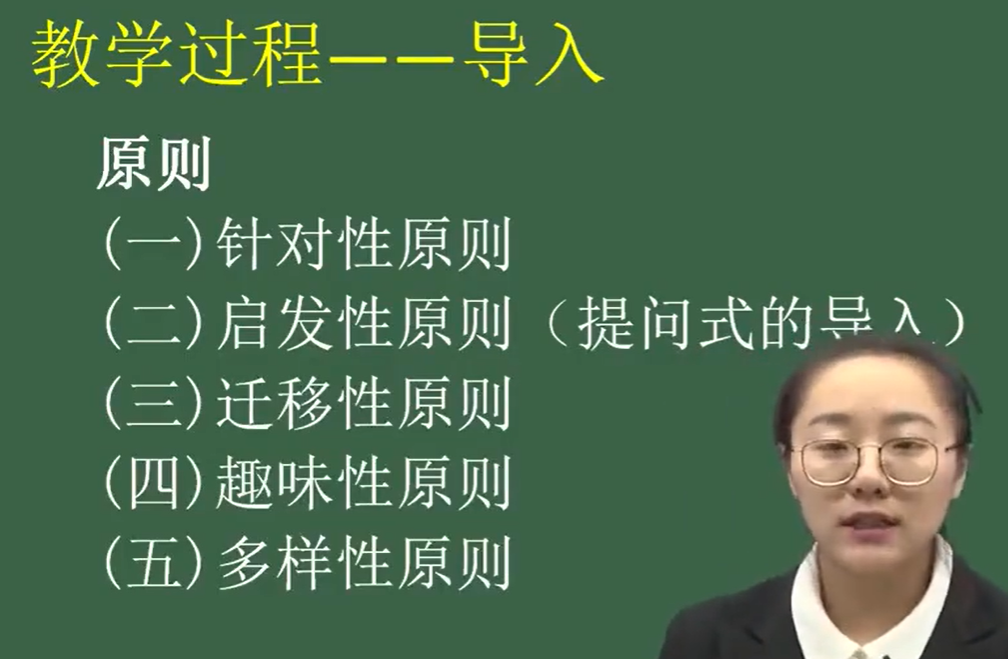 教学过程——导入
原则
(一)针对性原则
(二)启发性原则（提问式的导入）
(三)迁移性原则
(四)趣味性原则
(五)多样性原则